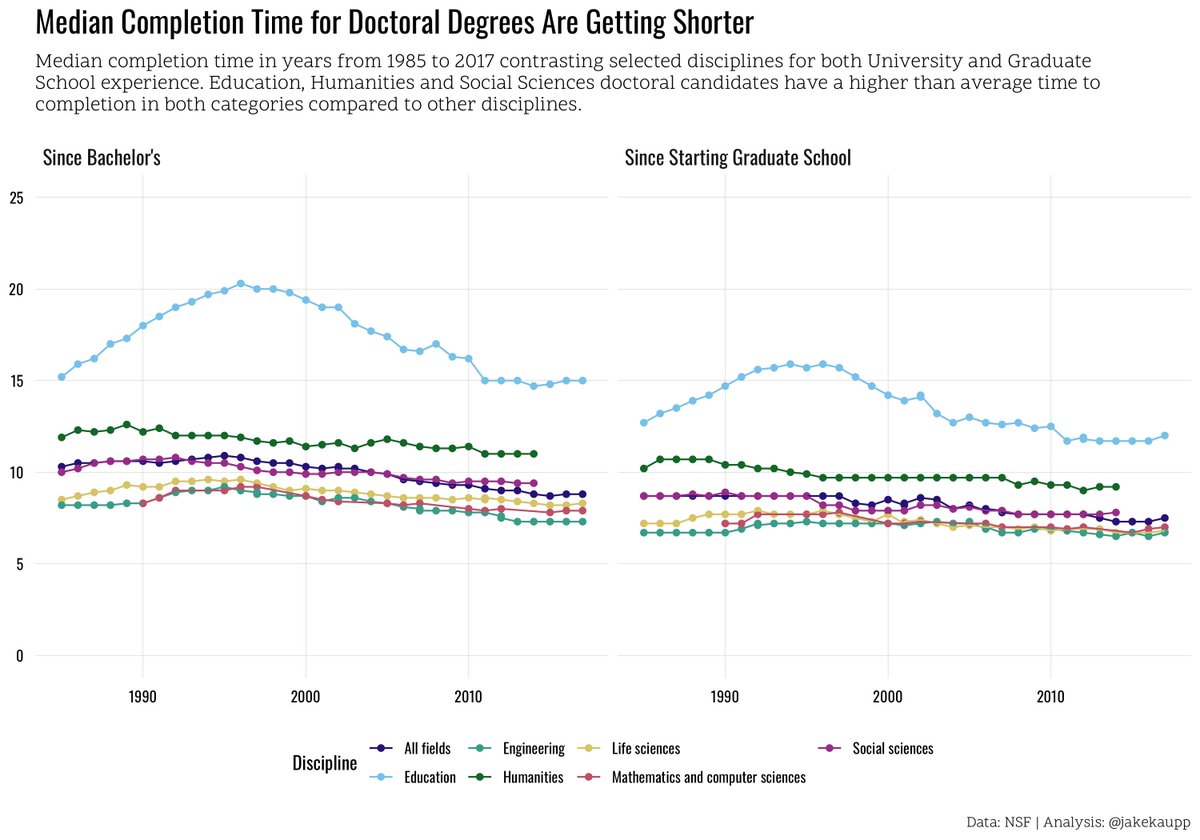 Median Completion Time for Doctoral Degrees Are Getting Shorter
Median completion time in years from 1985 to 2017 contrasting selected disciplines for both University and Graduate
School experience. Education, Humanities and Social Sciences doctoral candidates have a higher than average time to
completion in both categories compared to other disciplines.
Since Bachelor's
Since Starting Graduate School
25
20
15
10
5
0
1990 2000 2010
1990 2000 2010
Discipline
All fields
Engineering
Life sciences
Social sciences
Education
Humanities
Mathematics and computer sciences
Data: NSF | Analysis: @jakekaupp